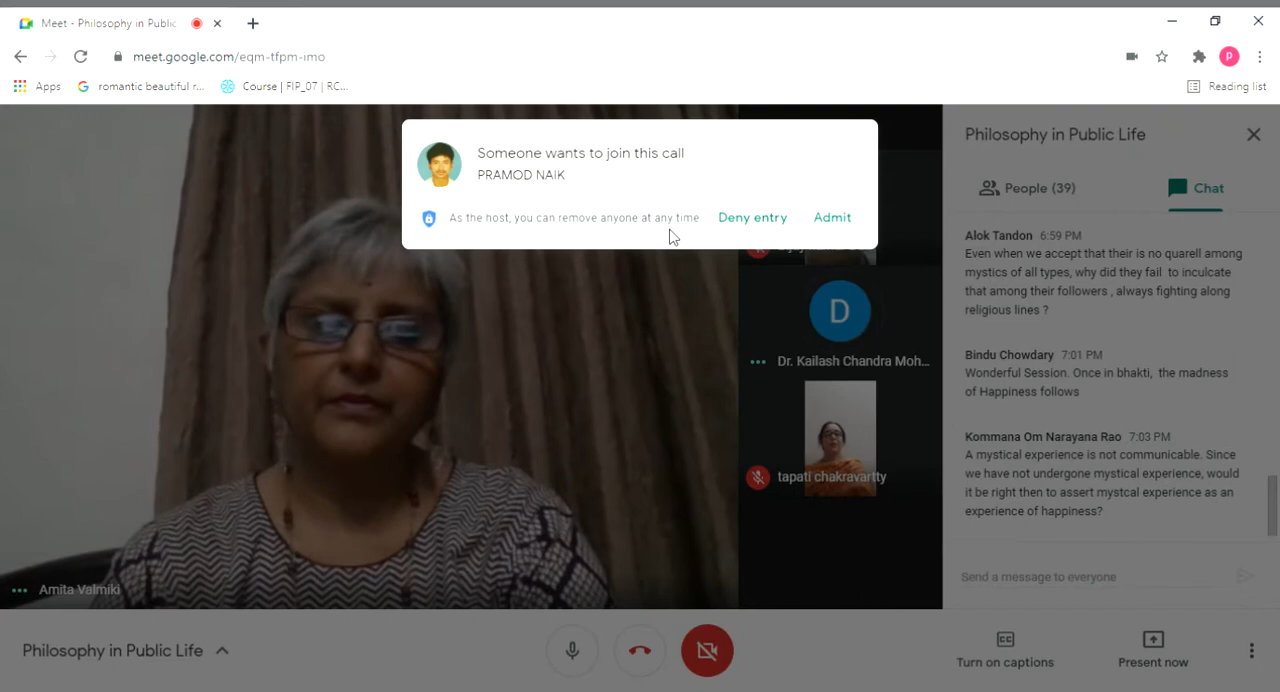 Meet - Philosophy in Public
meet.google.com/eqm-tfpm-imo
P
Apps
romantic beautiful r...
Course | FIP_07 | RC...
Reading list
Someone wants to join this call
PRAMOD NAIK
As the host, you can remove anyone at any time
Deny entry
Admit
D
Dr. Kailash Chandra Moh...
tapati chakravartty
Amita Valmiki
Philosophy in Public Life
People (39)
Chat
Alok Tandon 6:59 PM
Even when we accept that their is no quarell among
mystics of all types, why did they fail to inculcate
that among their followers , always fighting along
religious lines ?
Bindu Chowdary 7:01 PM
Wonderful Session. Once in bhakti, the madness
of Happiness follows
Kommana Om Narayana Rao 7:03 PM
A mystical experience is not communicable. Since
we have not undergone mystical experience, would
it be right then to assert mystcal experience as an
experience of happiness?
Send a message to everyone
Philosophy in Public Life
Turn on captions
Present now